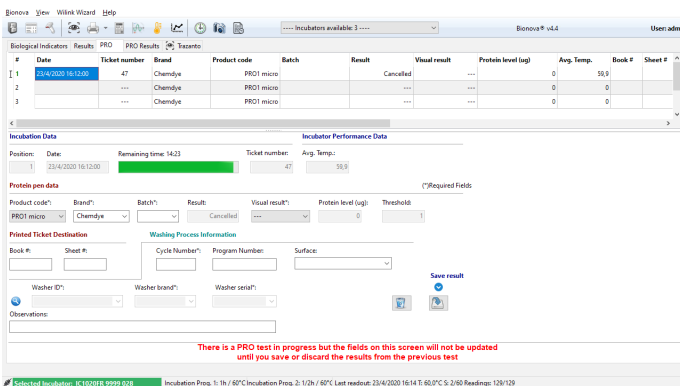 Bionova View Wilink Wizard Help
---- Incubators available: 3 ---- Bionova® v4.4 User: adm
Biological Indicators Results PRO PRO Results Trazanto
# Date Ticket number Brand Product code Batch Result Visual result Protein level (ug) Avg. Temp. Book # Sheet #
1 23/4/2020 16:12:00 47 Chemdye PRO1 micro Cancelled --- 0 59,9
2 --- Chemdye PRO1 micro --- --- 0 0
3 --- Chemdye PRO1 micro --- --- 0 0
Incubation Data Incubator Performance Data
Position: Date: Remaining time: 14:23 Ticket number: Avg. Temp.:
1 23/4/2020 16:12:00 47 59,9
Protein pen data (*)Required Fields
Product code*: Brand*: Batch*: Result: Visual result*: Protein level (ug): Threshold:
PRO1 micro Chemdye Cancelled --- 0 1
Printed Ticket Destination Washing Process Information
Book #: Sheet #: Cycle Number*: Program Number: Surface:
Save result
Washer ID*: Washer brand*: Washer serial*:
Observations:
There is a PRO test in progress but the fields on this screen will not be updated
until you save or discard the results from the previous test
Selected Incubator: IC1020FR 9999 028 Incubation Prog. 1: 1h / 60°C Incubation Prog. 2: 1/2h / 60°C Last readout: 23/4/2020 16:14 T: 60,0°C S: 2/60 Readings: 129/129